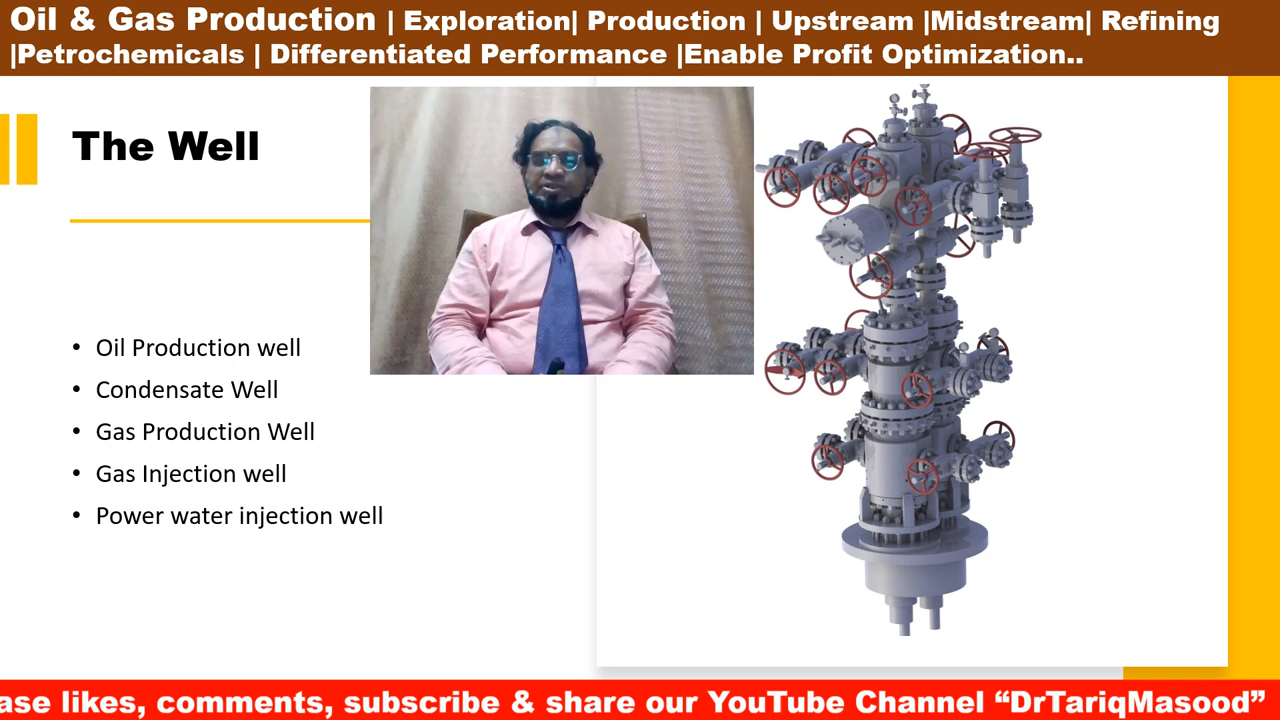 Oil & Gas Production | Exploration| Production | Upstream |Midstream| Refining
|Petrochemicals | Differentiated Performance |Enable Profit Optimization..
The Well
• Oil Production well
• Condensate Well
• Gas Production Well
• Gas Injection well
• Power water injection well
ase likes, comments, subscribe & share our YouTube Channel “DrTariqMasood”